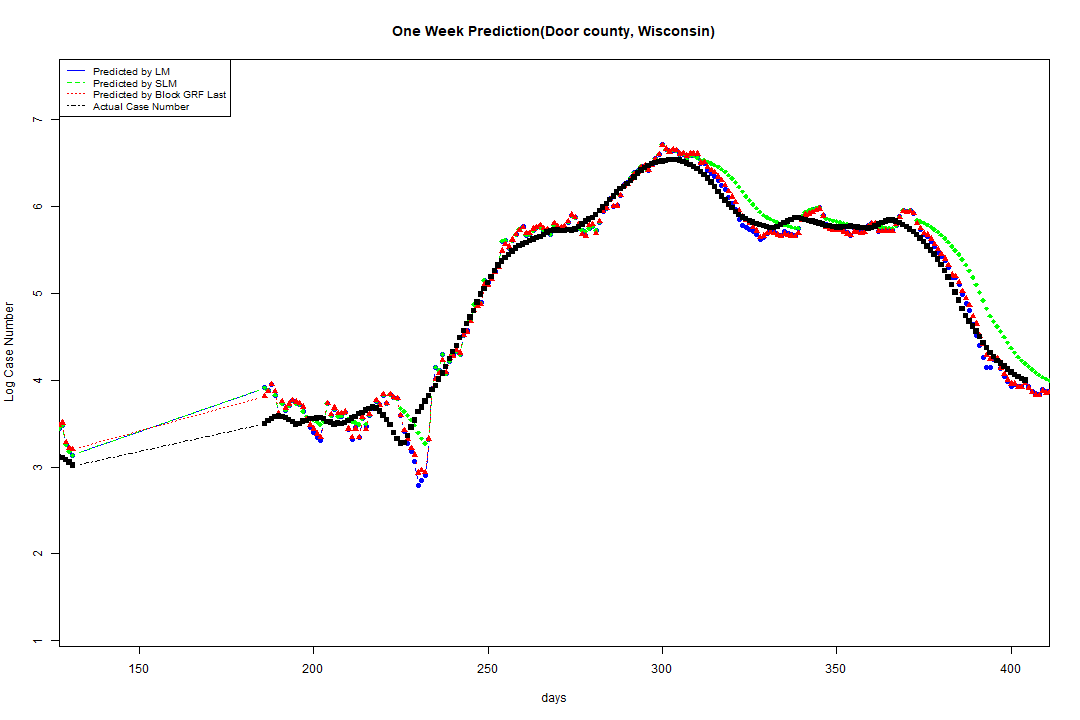 One Week Prediction(Door county, Wisconsin)
Predicted by LM
Predicted by SLM
Predicted by Block GRF Last
Actual Case Number
Log Case Number
7
6
5
4
3
2
1
150 200 250 300 350 400
days